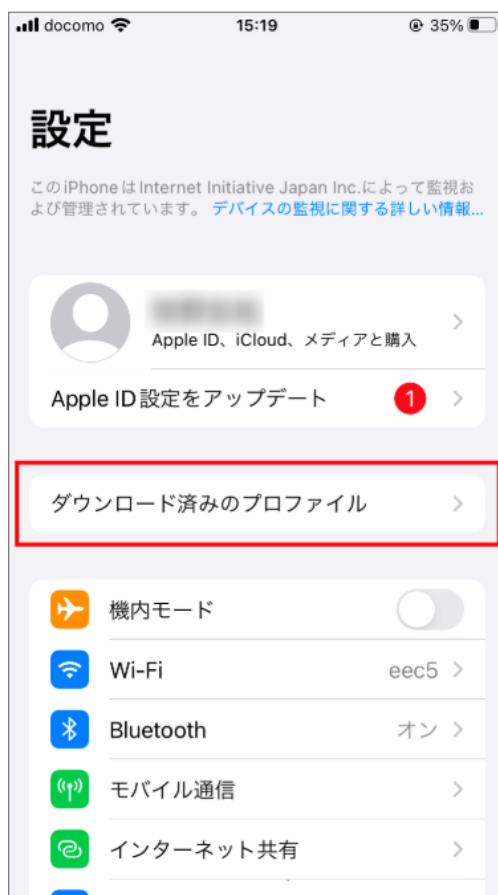 docomo 15:19 35%
設定
このiPhoneはInternet Initiative Japan Inc.によって監視お
よび管理されています。 デバイスの監視に関する詳しい情報...
Apple ID、iCloud、メディアと購入
Apple ID設定をアップデート 1
ダウンロード済みのプロファイル
機内モード
Wi-Fi eec5
Bluetooth オン
モバイル通信
インターネット共有